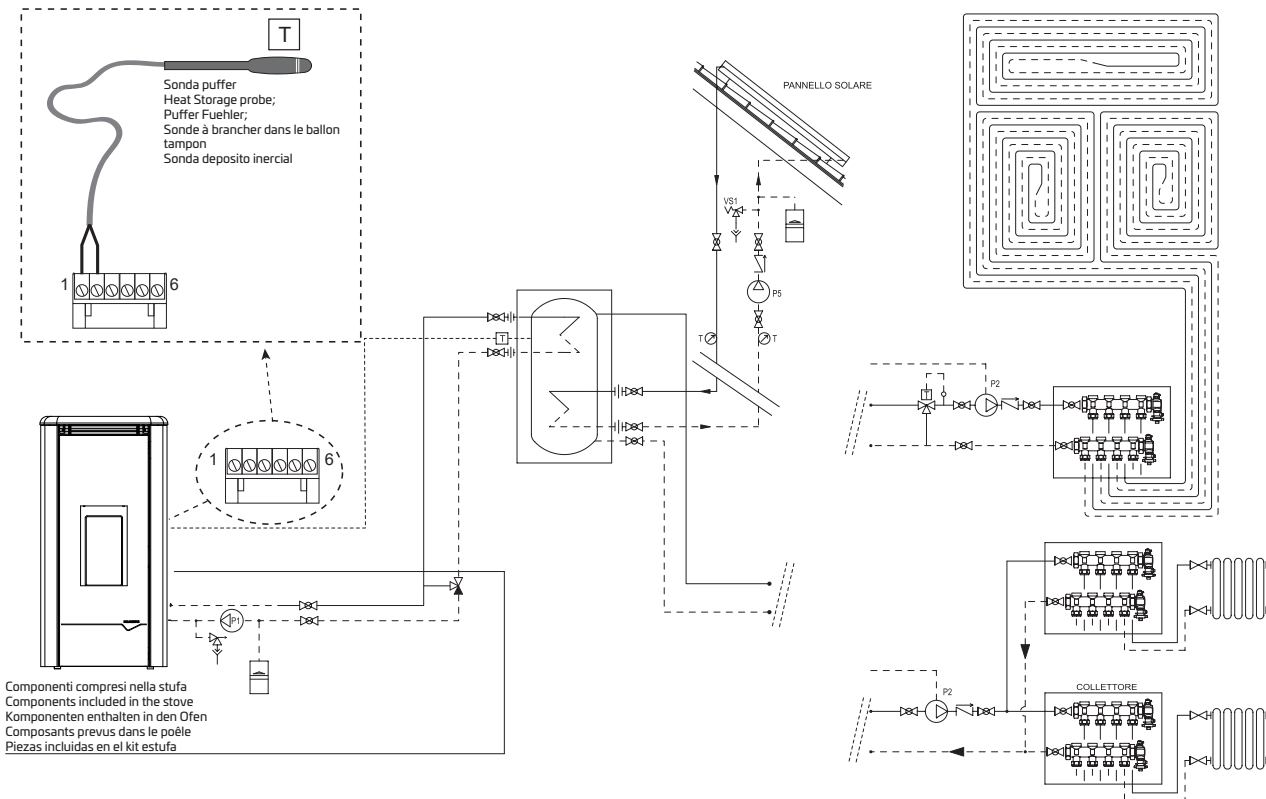 T
Sonda puffer
Heat Storage probe;
Puffer Fuehler;
Sonde à brancher dans le ballon
tampon
Sonda deposito inercial
1
6
PANNELLO SOLARE
VS1
P5
T
T
T
P2
T
1
6
P1
Componenti compresi nella stufa
Components included in the stove
Komponenten enthalten in den Ofen
Composants prevus dans le poêle
Piezas incluidas en el kit estufa
P2
COLLETTORE